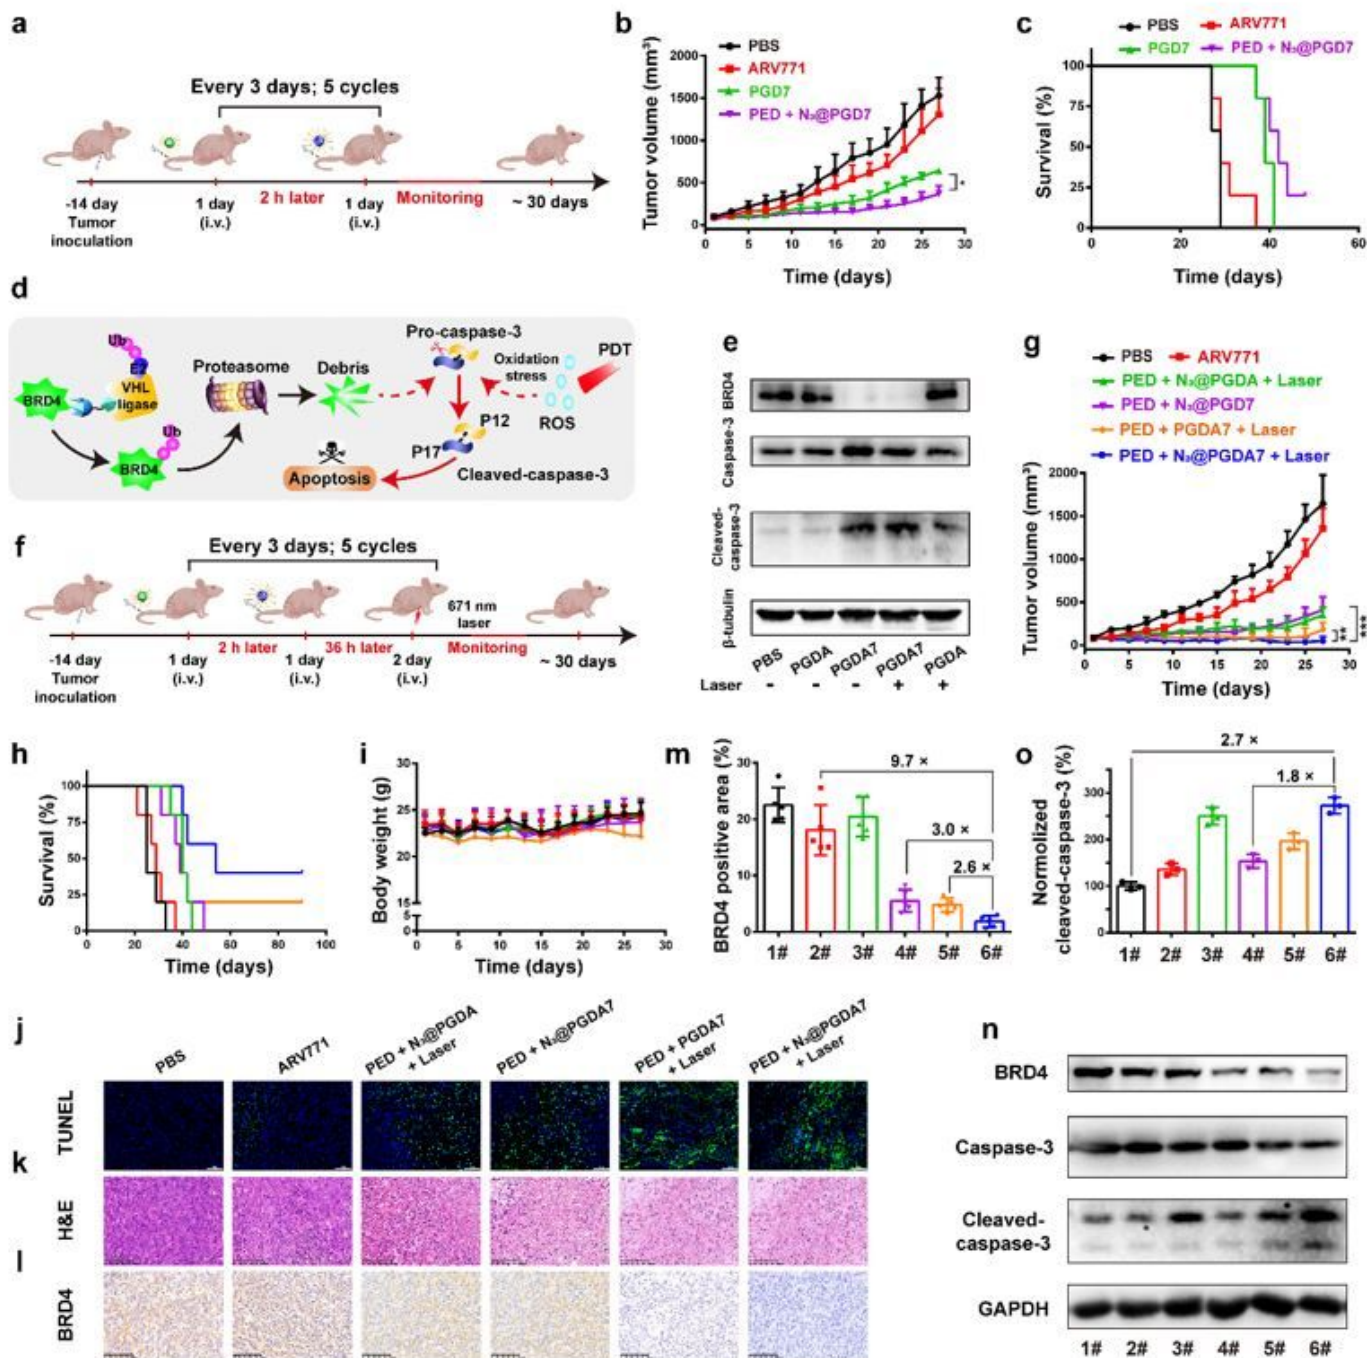 a
Every 3 days; 5 cycles
-14 day
Tumor
inoculation
1 day
(i.v.)
2 h later
1 day
(i.v.)
Monitoring
~ 30 days
b
PBS
ARV771
PGD7
PED + N₃@PGD7
Tumor volume (mm³)
2000
1500
1000
500
0
0 5 10 15 20 25 30
*
Time (days)
c
PBS ARV771
PGD7 PED + N₃@PGD7
Survival (%)
100
75
50
25
0
0 20 40 60
Time (days)
d
Ub
E2
VHL
ligase
BRD4
Ub
BRD4
Proteasome
Debris
Pro-caspase-3
Oxidation
stress
PDT
ROS
P12
P17
Cleaved-caspase-3
Apoptosis
e
BRD4
Caspase-3
Cleaved-
caspase-3
β-tubulin
PBS PGDA PGDA7 PGDA7 PGDA
Laser - - - + +
f
Every 3 days; 5 cycles
-14 day
Tumor
inoculation
1 day
(i.v.)
2 h later
1 day
(i.v.)
36 h later
2 day
(i.v.)
671 nm
laser
Monitoring
~ 30 days
g
PBS ARV771
PED + N₃@PGDA + Laser
PED + N₃@PGD7
PED + PGDA7 + Laser
PED + N₃@PGDA7 + Laser
Tumor volume (mm³)
2000
1500
1000
500
0
0 5 10 15 20 25 30
**
***
Time (days)
h
Survival (%)
100
80
60
40
20
0
0 20 40 60 80 100
Time (days)
i
Body weight (g)
30
25
20
5
0
0 5 10 15 20 25 30
Time (days)
m
BRD4 positive area (%)
30
20
10
0
9.7 ×
3.0 ×
2.6 ×
1# 2# 3# 4# 5# 6#
o
Normolized
cleaved-caspase-3 (%)
300
200
100
0
2.7 ×
1.8 ×
1# 2# 3# 4# 5# 6#
j
PBS
ARV771
PED + N₃@PGDA
+ Laser
PED + N₃@PGDA7
PED + PGDA7
+ Laser
PED + N₃@PGDA7
+ Laser
TUNEL
k
H&E
l
BRD4
n
BRD4
Caspase-3
Cleaved-
caspase-3
GAPDH
1# 2# 3# 4# 5# 6#